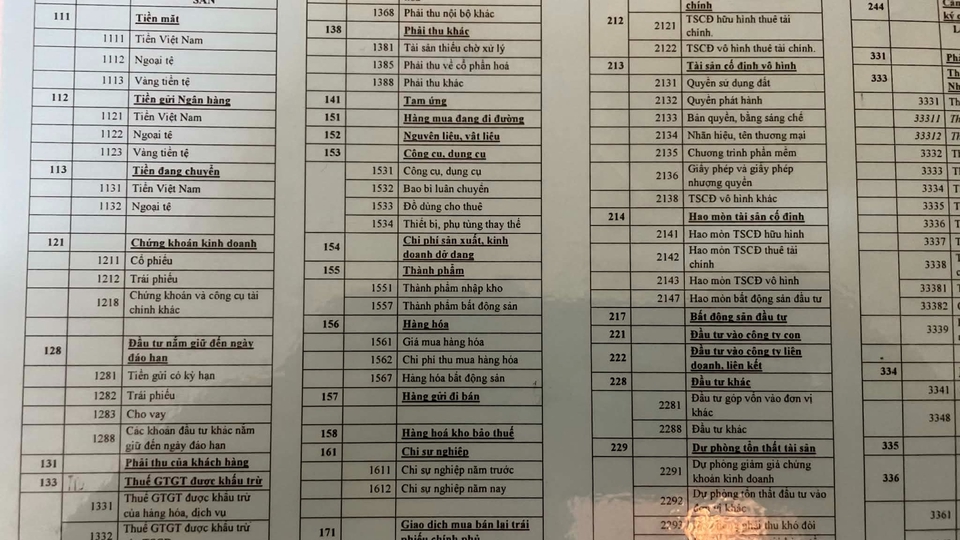 SẢN
111 Tiền mặt
1111 Tiền Việt Nam
1112 Ngoại tệ
1113 Vàng tiền tệ
112 Tiền gửi Ngân hàng
1121 Tiền Việt Nam
1122 Ngoại tệ
1123 Vàng tiền tệ
113 Tiền đang chuyển
1131 Tiền Việt Nam
1132 Ngoại tệ
121 Chứng khoán kinh doanh
1211 Cổ phiếu
1212 Trái phiếu
1218 Chứng khoán và công cụ tài
chính khác
128 Đầu tư nắm giữ đến ngày
đáo hạn
1281 Tiền gửi có kỳ hạn
1282 Trái phiếu
1283 Cho vay
1288 Các khoản đầu tư khác nắm
giữ đến ngày đáo hạn
131 Phải thu của khách hàng
133 Thuế GTGT được khấu trừ
1331 Thuế GTGT được khấu trừ
của hàng hóa, dịch vụ
1332 Thuế GTGT được khấu trừ
1368 Phải thu nội bộ khác
138 Phải thu khác
1381 Tài sản thiếu chờ xử lý
1385 Phải thu về cổ phần hoá
1388 Phải thu khác
141 Tạm ứng
151 Hàng mua đang đi đường
152 Nguyên liệu, vật liệu
153 Công cụ, dụng cụ
1531 Công cụ, dụng cụ
1532 Bao bì luân chuyển
1533 Đồ dùng cho thuê
1534 Thiết bị, phụ tùng thay thế
154 Chi phí sản xuất, kinh
doanh dở dang
155 Thành phẩm
1551 Thành phẩm nhập kho
1557 Thành phẩm bất động sản
156 Hàng hóa
1561 Giá mua hàng hóa
1562 Chi phí thu mua hàng hóa
1567 Hàng hóa bất động sản
157 Hàng gửi đi bán
158 Hàng hoá kho bảo thuế
161 Chi sự nghiệp
1611 Chi sự nghiệp năm trước
1612 Chi sự nghiệp năm nay
171 Giao dịch mua bán lại trái
phiếu chính phủ
chính
212 2121 TSCĐ hữu hình thuê tài
chính.
2122 TSCĐ vô hình thuê tài chính.
213 Tài sản cố định vô hình
2131 Quyền sử dụng đất
2132 Quyền phát hành
2133 Bản quyền, bằng sáng chế
2134 Nhãn hiệu, tên thương mại
2135 Chương trình phần mềm
2136 Giấy phép và giấy phép
nhượng quyền
2138 TSCĐ vô hình khác
214 Hao mòn tài sản cố định
2141 Hao mòn TSCĐ hữu hình
2142 Hao mòn TSCĐ thuê tài
chính
2143 Hao mòn TSCĐ vô hình
2147 Hao mòn bất động sản đầu tư
217 Bất động sản đầu tư
221 Đầu tư vào công ty con
222 Đầu tư vào công ty liên
doanh, liên kết
228 Đầu tư khác
2281 Đầu tư góp vốn vào đơn vị
khác
2288 Đầu tư khác
229 Dự phòng tổn thất tài sản
2291 Dự phòng giảm giá chứng
khoán kinh doanh
2292 Dự phòng tổn thất đầu tư vào
khác
2293 phải thu khó đòi
244
331
333
3331
33311
33312
3332
3333
3334
3335
3336
3337
3338
33381
33382
3339
334
3341
3348
335
336
3361